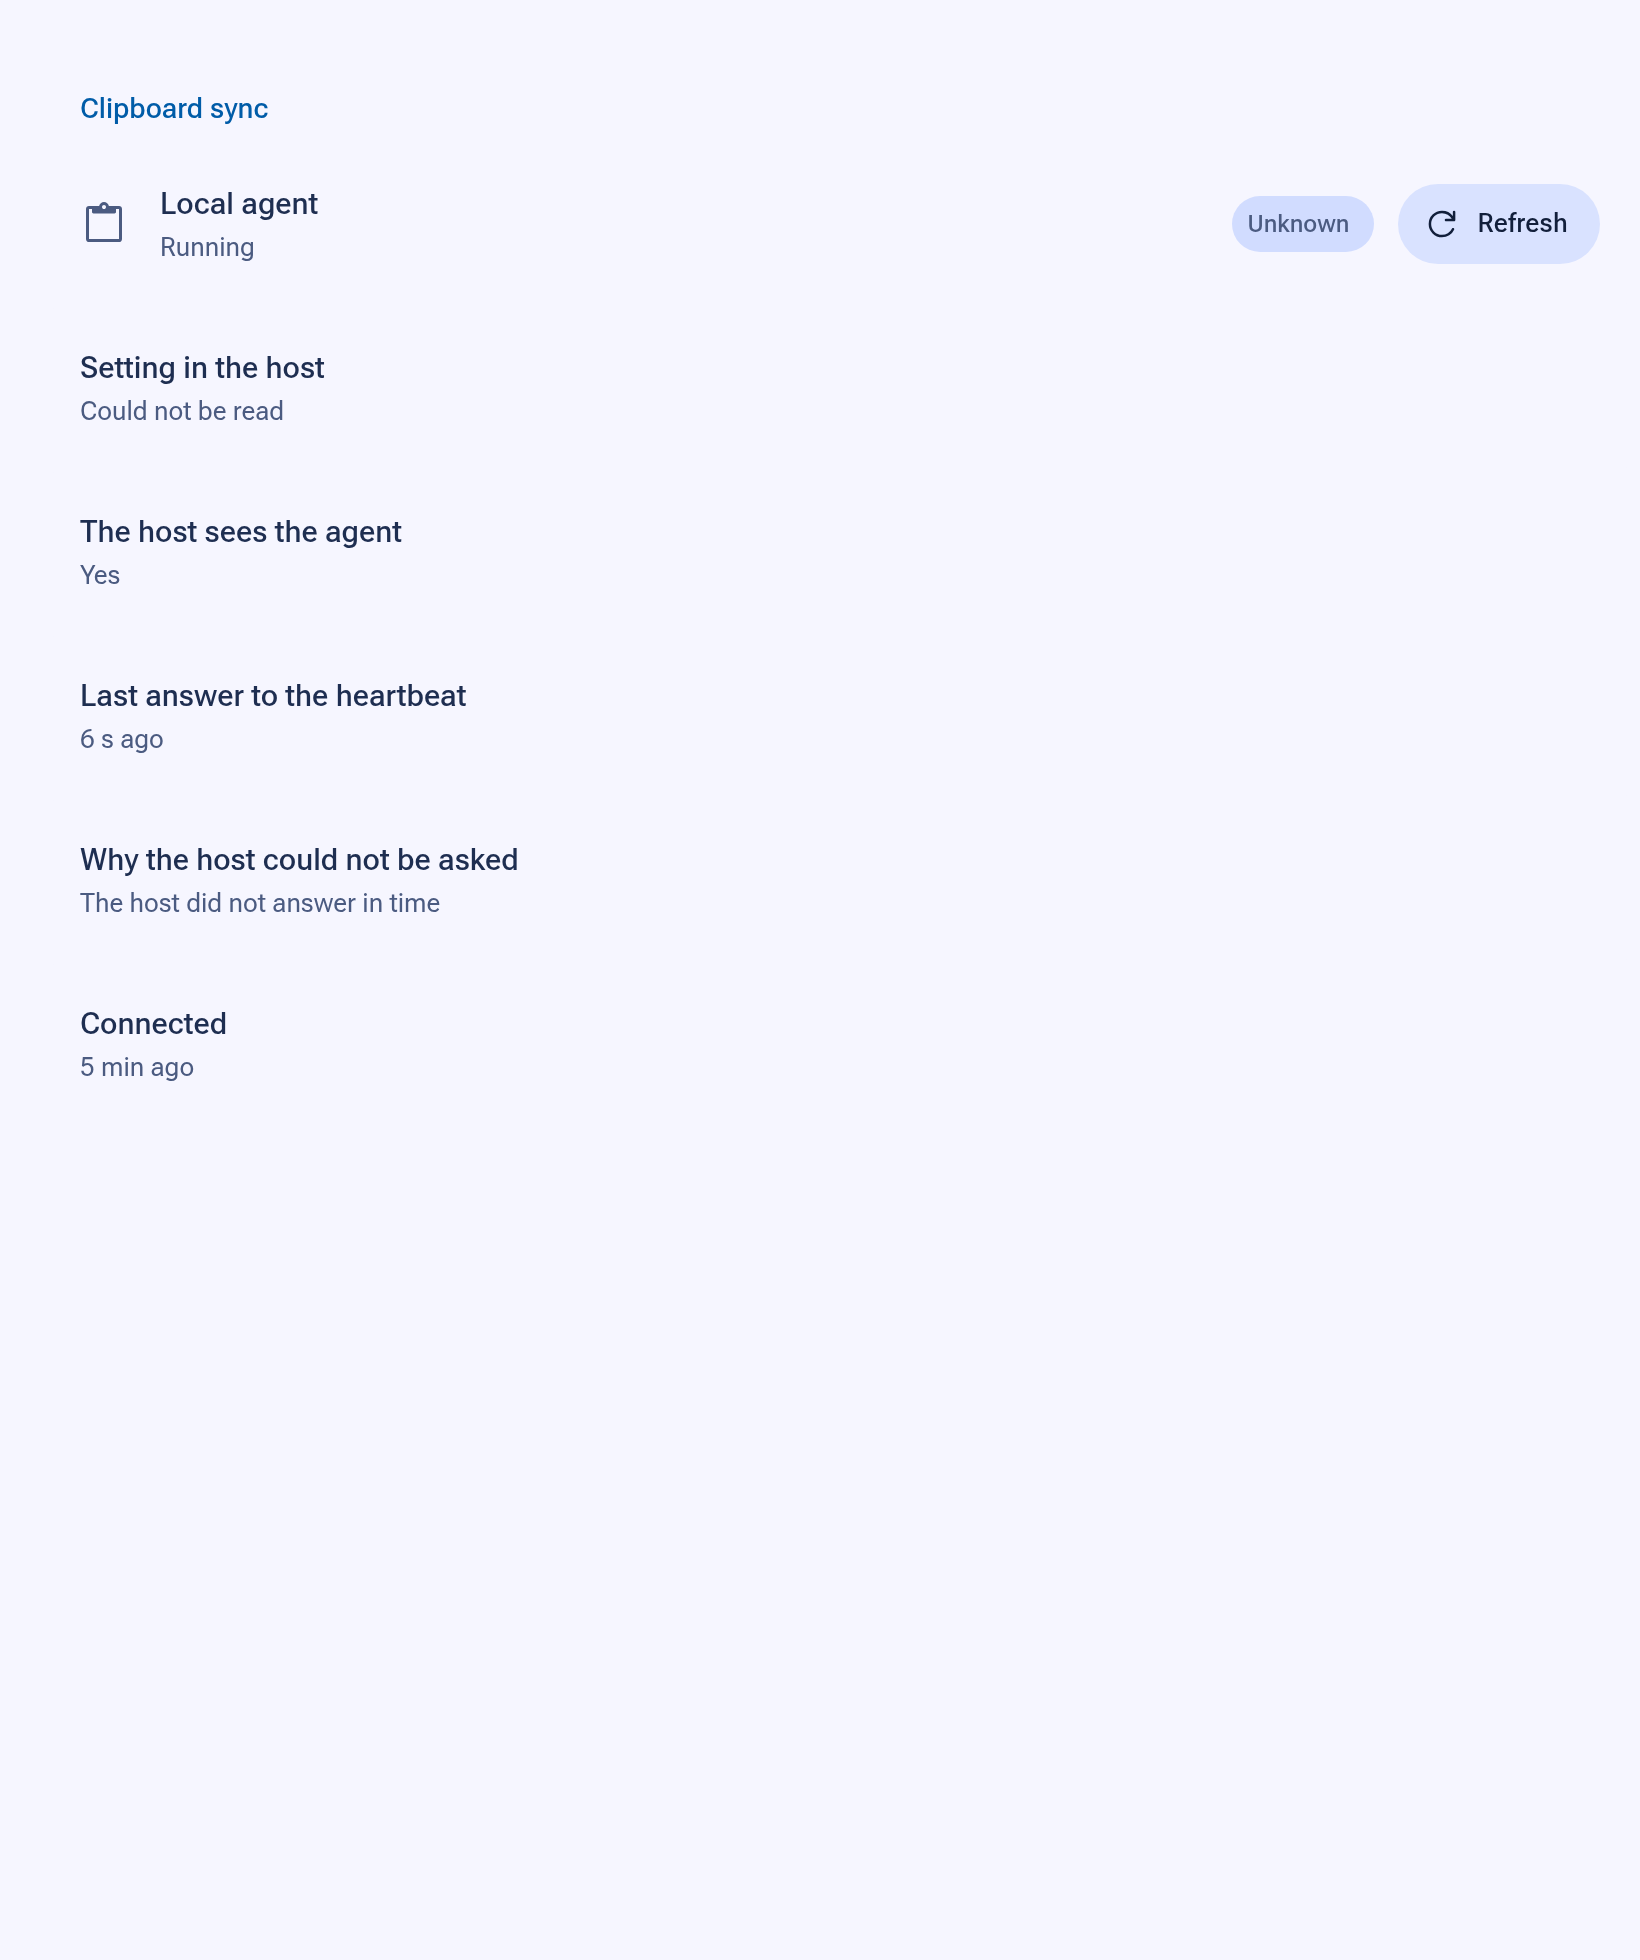 Clipboard sync
Local agent
Running
Unknown
Refresh
Setting in the host
Could not be read
The host sees the agent
Yes
Last answer to the heartbeat
6 s ago
Why the host could not be asked
The host did not answer in time
Connected
5 min ago